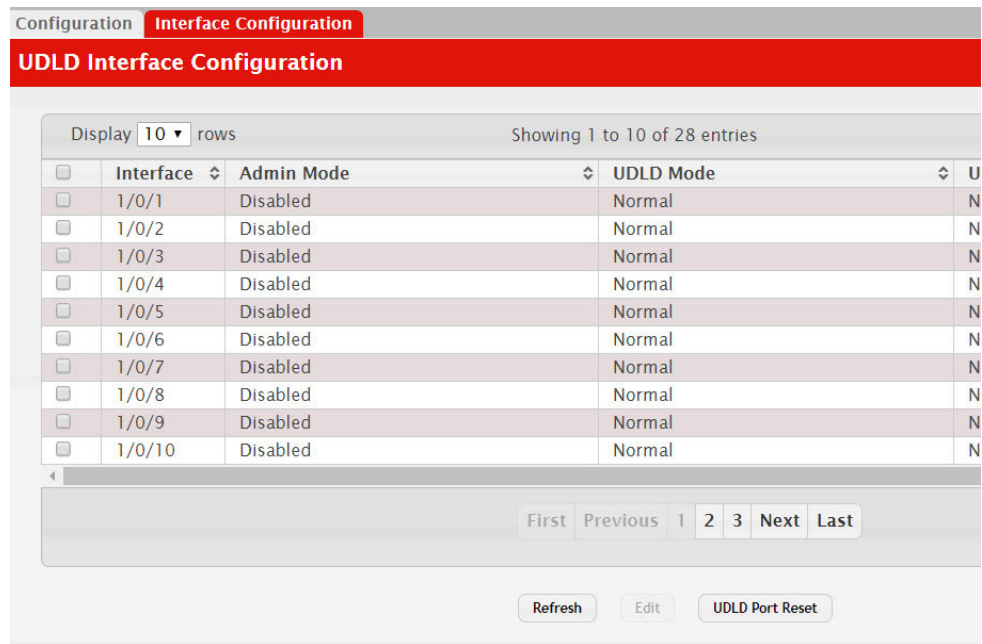 Configuration Interface Configuration
UDLD Interface Configuration
Display 10 rows Showing 1 to 10 of 28 entries
Interface Admin Mode UDLD Mode U
1/0/1 Disabled Normal N
1/0/2 Disabled Normal N
1/0/3 Disabled Normal N
1/0/4 Disabled Normal N
1/0/5 Disabled Normal N
1/0/6 Disabled Normal N
1/0/7 Disabled Normal N
1/0/8 Disabled Normal N
1/0/9 Disabled Normal N
1/0/10 Disabled Normal N
First Previous 1 2 3 Next Last
Refresh Edit UDLD Port Reset